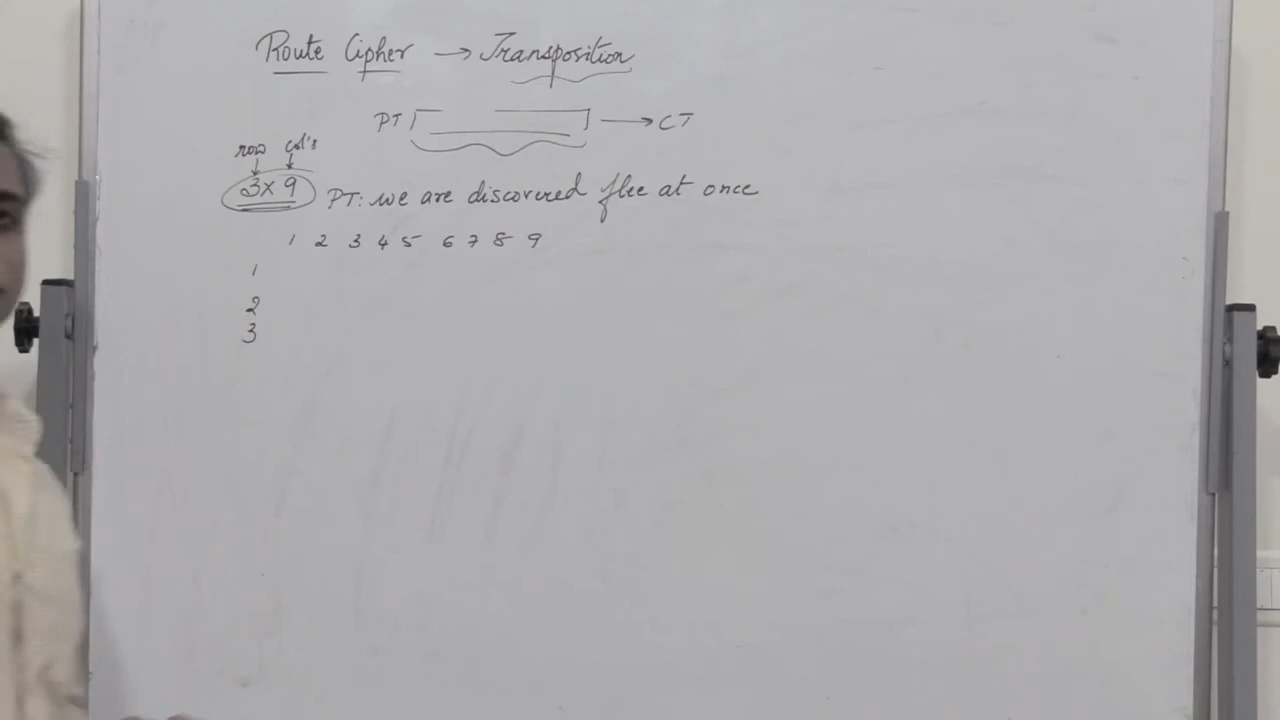 Route Cipher → Transposition
PT → CT
row col's
3x9 PT: we are discovered flee at once
1 2 3 4 5 6 7 8 9
1
2
3